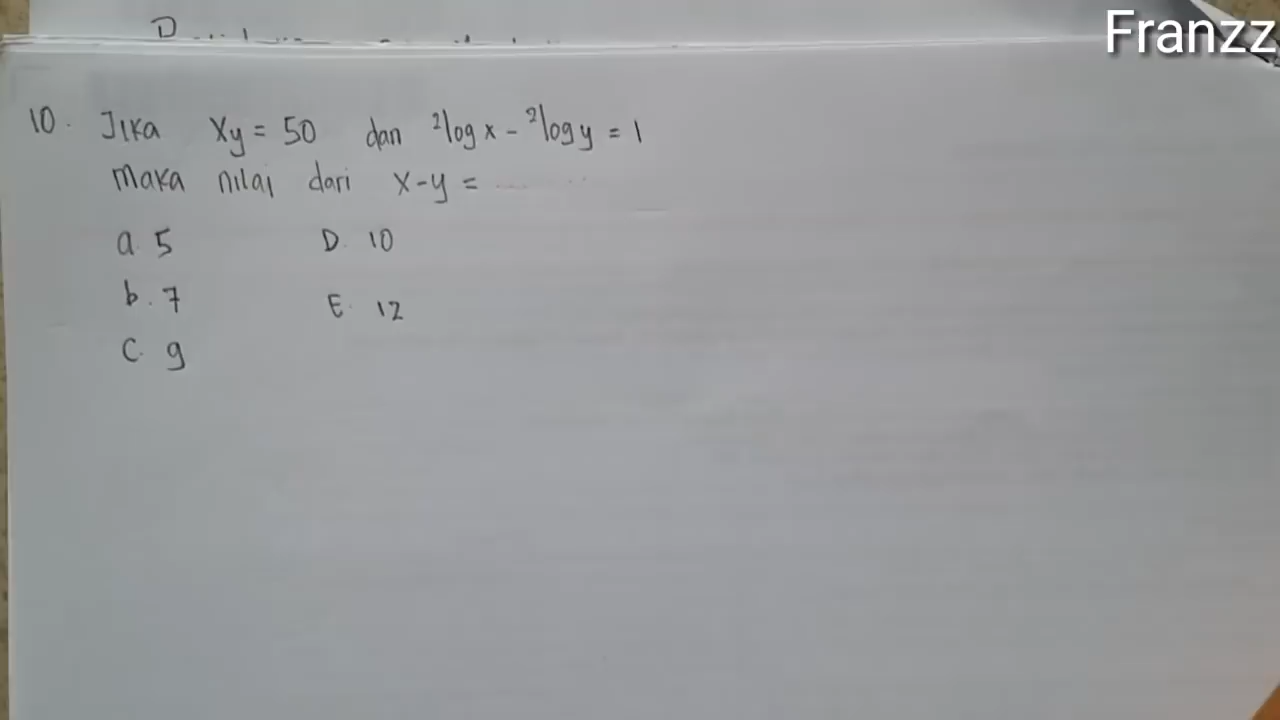 Franzz
10. Jika xy = 50 dan ²log x - ²log y = 1
maka nilai dari x-y = ......
a. 5 D. 10
b. 7 E. 12
C. 9